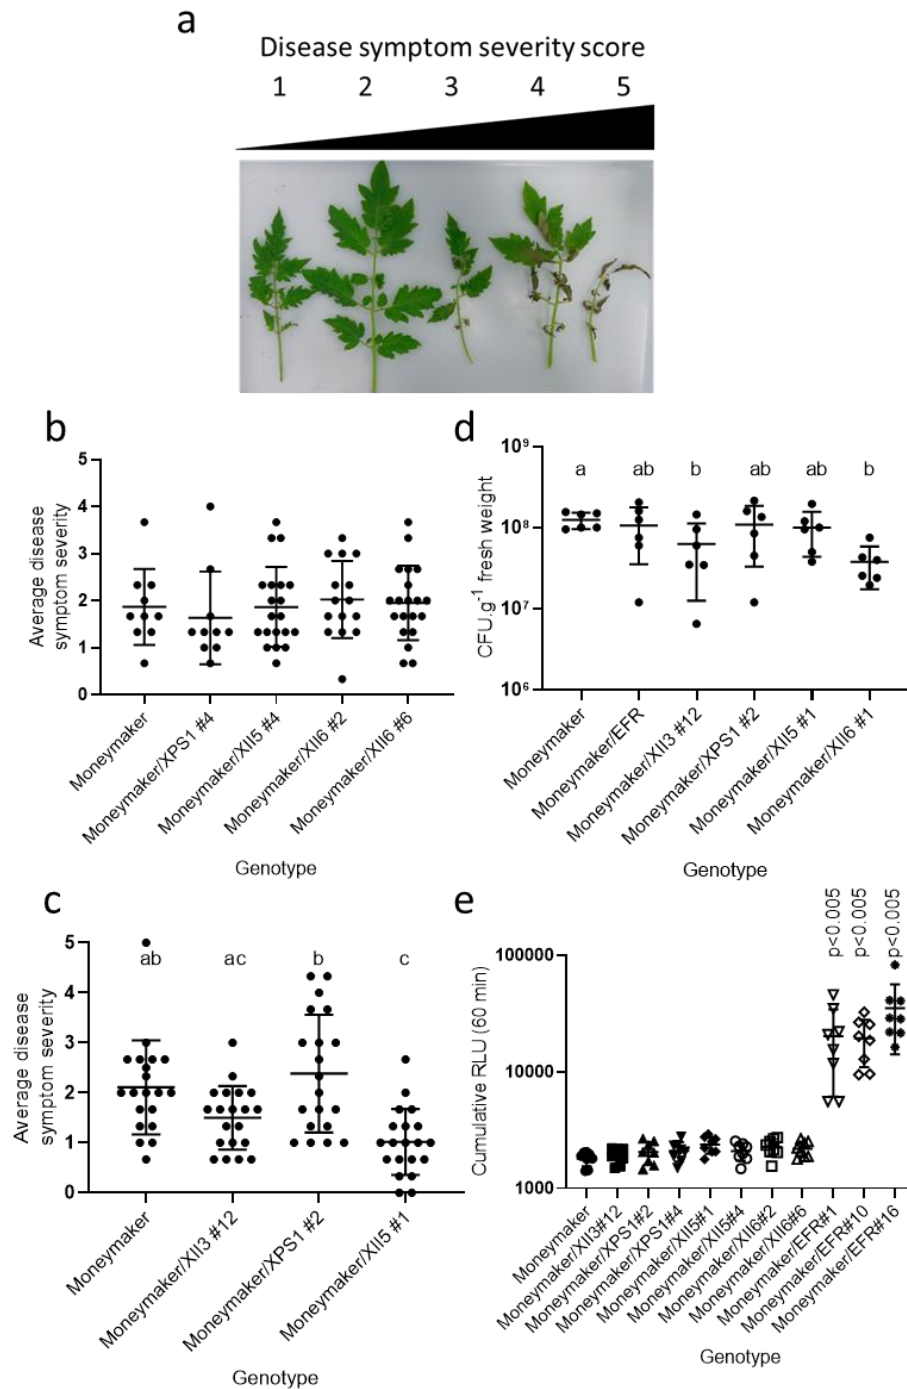 a
Disease symptom severity score
1 2 3 4 5
b
Average disease
symptom severity
5
4
3
2
1
0
Moneymaker
Moneymaker/XPS1 #4
Moneymaker/XII5 #4
Moneymaker/XII6 #2
Moneymaker/XII6 #6
Genotype
d
CFU.g-1 fresh weight
10⁹
10⁸
10⁷
10⁶
a ab b ab ab b
Moneymaker
Moneymaker/EFR
Moneymaker/XII3 #12
Moneymaker/XPS1 #2
Moneymaker/XII5 #1
Moneymaker/XII6 #1
Genotype
c
Average disease
symptom severity
5
4
3
2
1
0
ab ac b c
Moneymaker
Moneymaker/XII3 #12
Moneymaker/XPS1 #2
Moneymaker/XII5 #1
Genotype
e
Cumulative RLU (60 min)
100000
10000
1000
p<0.005
p<0.005
p<0.005
Moneymaker
Moneymaker/XII3#12
Moneymaker/XPS1#2
Moneymaker/XPS1#4
Moneymaker/XII5#1
Moneymaker/XII5#4
Moneymaker/XII6#2
Moneymaker/XII6#6
Moneymaker/EFR#1
Moneymaker/EFR#10
Moneymaker/EFR#16
Genotype